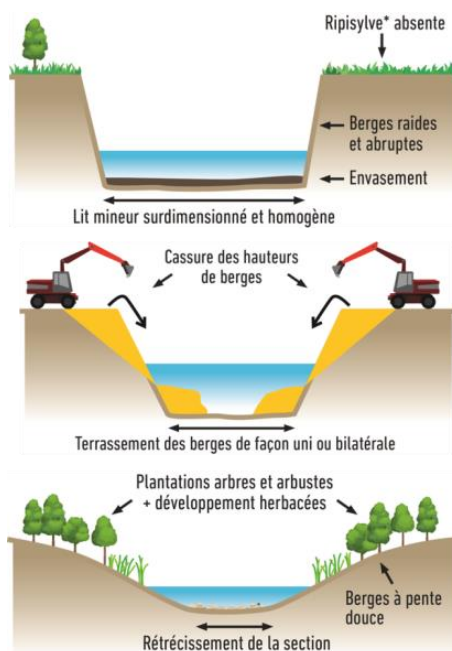 Ripisylve* absente
Berges raides
et abruptes
Envasement
Lit mineur surdimensionné et homogène
Cassure des hauteurs
de berges
Terrassement des berges de façon uni ou bilatérale
Plantations arbres et arbustes
+ développement herbacées
Berges à pente
douce
Rétrécissement de la section